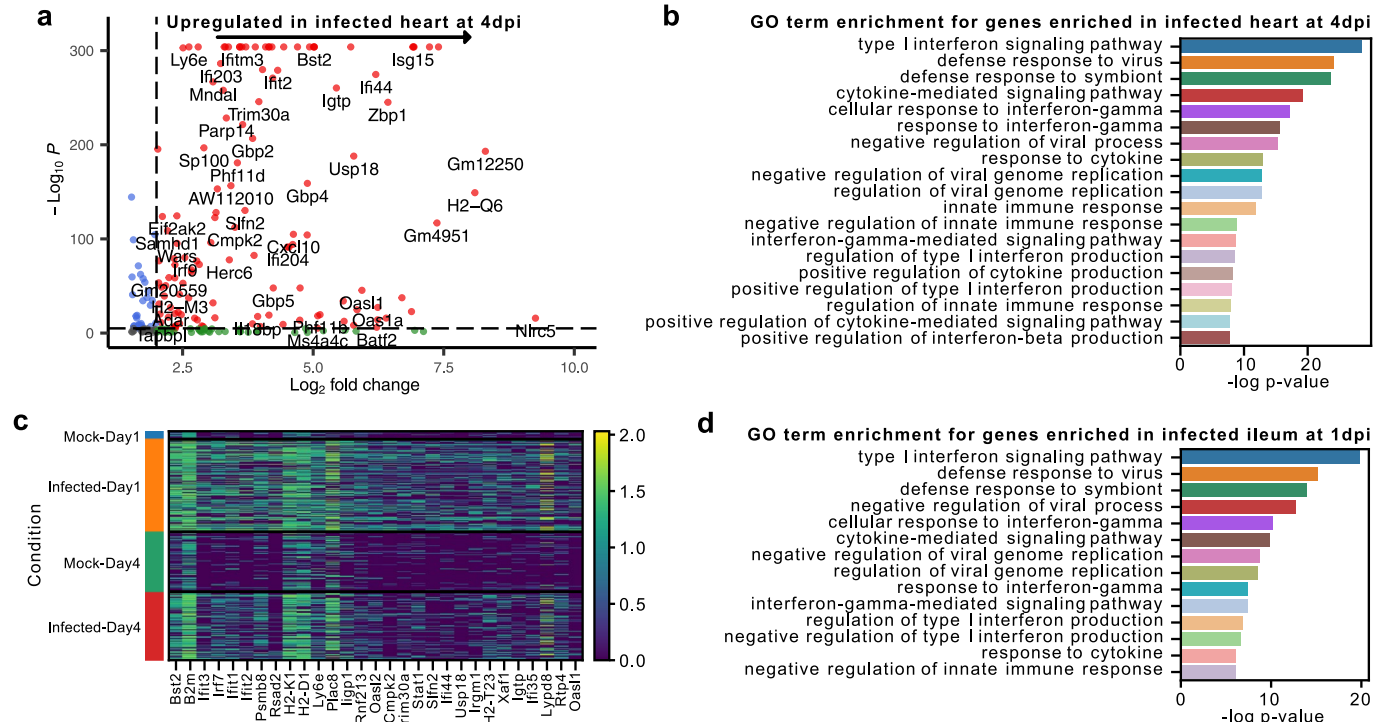 a
Upregulated in infected heart at 4dpi
300
200
100
0
− Log10 P
Ly6e
Ifitm3
Bst2
Isg15
Ifi203
Ifit2
Ifi44
Mndal
Igtp
Trim30a
Zbp1
Parp14
Gbp2
Sp100
Usp18
Gm12250
Phf11d
AW112010
Gbp4
H2−Q6
Eif2ak2
Slfn2
Gm4951
Samhd1
Cmpk2
Cxcl10
Wars
Ifi204
Irf9
Herc6
Gm20559
Gbp5
Oasl1
H2−M3
Adar
Il18bp
Phf11b
Oas1a
Nlrc5
Tapbpl
Ms4a4c
Batf2
2.5
5.0
7.5
10.0
Log2 fold change
b
GO term enrichment for genes enriched in infected heart at 4dpi
type I interferon signaling pathway
defense response to virus
defense response to symbiont
cytokine-mediated signaling pathway
cellular response to interferon-gamma
response to interferon-gamma
negative regulation of viral process
response to cytokine
negative regulation of viral genome replication
regulation of viral genome replication
innate immune response
negative regulation of innate immune response
interferon-gamma-mediated signaling pathway
regulation of type I interferon production
positive regulation of cytokine production
positive regulation of type I interferon production
regulation of innate immune response
positive regulation of cytokine-mediated signaling pathway
positive regulation of interferon-beta production
0
10
20
-log p-value
c
Condition
Mock-Day1
Infected-Day1
Mock-Day4
Infected-Day4
Bst2
B2m
Ifit3
Irf7
Ifit1
Ifit2
Psmb8
Rsad2
H2-K1
H2-D1
Ly6e
Plac8
Iigp1
Rnf213
Oasl2
Cmpk2
Trim30a
Stat1
Slfn2
Ifi44
Usp18
Irgm1
H2-T23
Xaf1
Igtp
Ifi35
Lypd8
Rtp4
Oasl1
2.0
1.5
1.0
0.5
0.0
d
GO term enrichment for genes enriched in infected ileum at 1dpi
type I interferon signaling pathway
defense response to virus
defense response to symbiont
negative regulation of viral process
cellular response to interferon-gamma
cytokine-mediated signaling pathway
negative regulation of viral genome replication
regulation of viral genome replication
response to interferon-gamma
interferon-gamma-mediated signaling pathway
regulation of type I interferon production
negative regulation of type I interferon production
response to cytokine
negative regulation of innate immune response
0
10
20
-log p-value